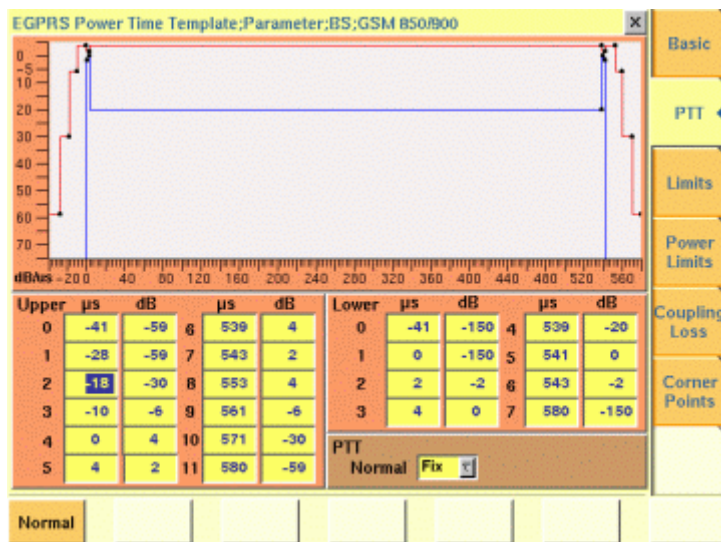 EGPRS Power Time Template;Parameter;BS;GSM 850/900
Basic
PTT
Limits
Power
Limits
Coupling
Loss
Corner
Points
0
-5
10
20
30
40
50
60
70
dB/us -20 0 40 80 120 160 200 240 280 320 360 400 440 480 520 560
Upper µs dB µs dB
0 -41 -59 6 539 4
1 -28 -59 7 543 2
2 -18 -30 8 553 4
3 -10 -6 9 561 -6
4 0 4 10 571 -30
5 4 2 11 580 -59
Lower µs dB µs dB
0 -41 -150 4 539 -20
1 0 -150 5 541 0
2 2 -2 6 543 -2
3 4 0 7 580 -150
PTT
Normal Fix
Normal